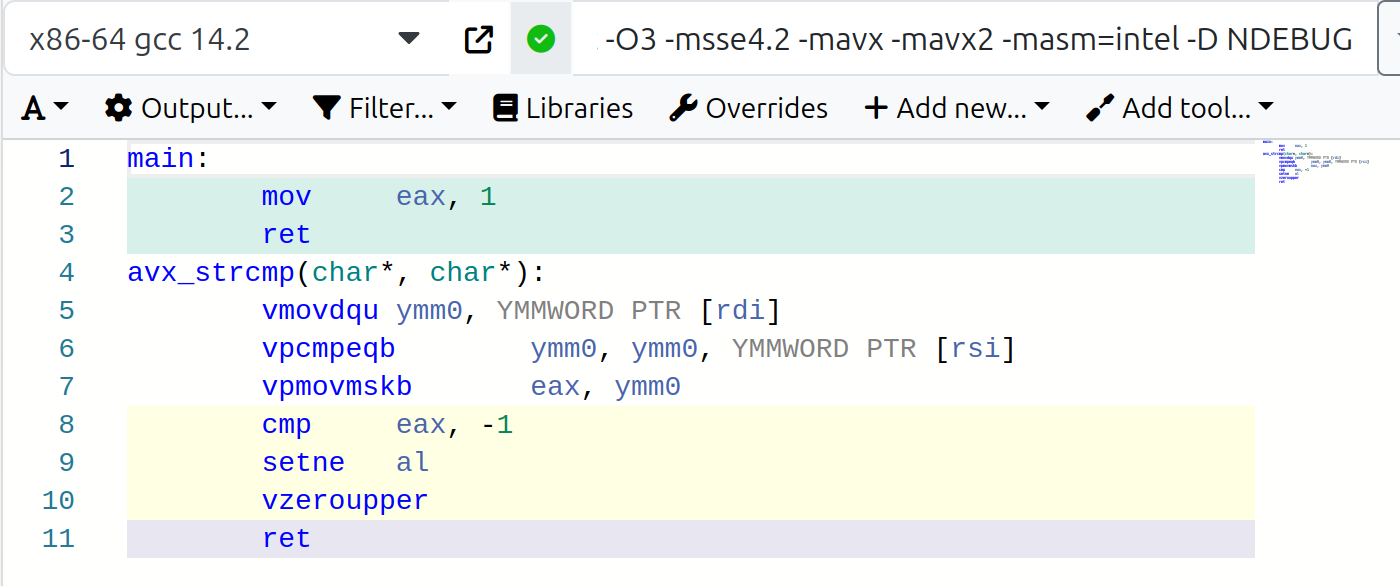 x86-64 gcc 14.2 -O3 -msse4.2 -mavx -mavx2 -masm=intel -D NDEBUG
A Output... Filter... Libraries Overrides + Add new... Add tool...
1 main:
2 mov eax, 1
3 ret
4 avx_strcmp(char*, char*):
5 vmovdqu ymm0, YMMWORD PTR [rdi]
6 vpcmpeqb ymm0, ymm0, YMMWORD PTR [rsi]
7 vpmovmskb eax, ymm0
8 cmp eax, -1
9 setne al
10 vzeroupper
11 ret